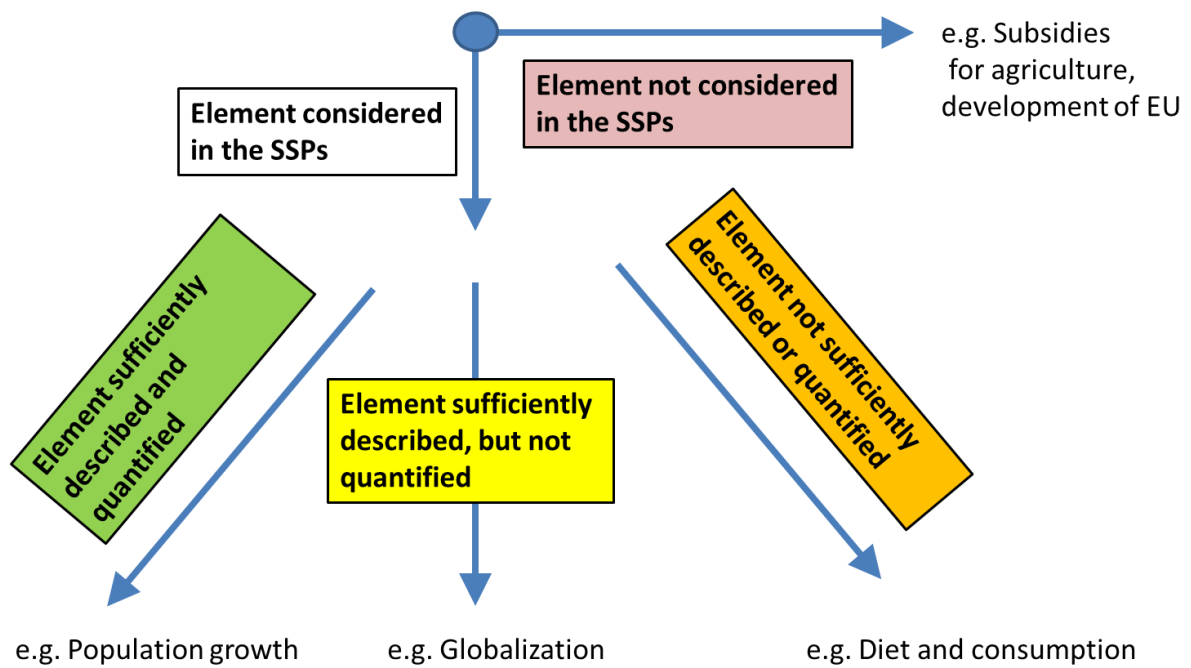 e.g. Subsidies
for agriculture,
development of EU
Element not considered
in the SSPs
Element considered
in the SSPs
Element sufficiently
described and
quantified
Element sufficiently
described, but not
quantified
Element not sufficiently
described or quantified
e.g. Population growth
e.g. Globalization
e.g. Diet and consumption